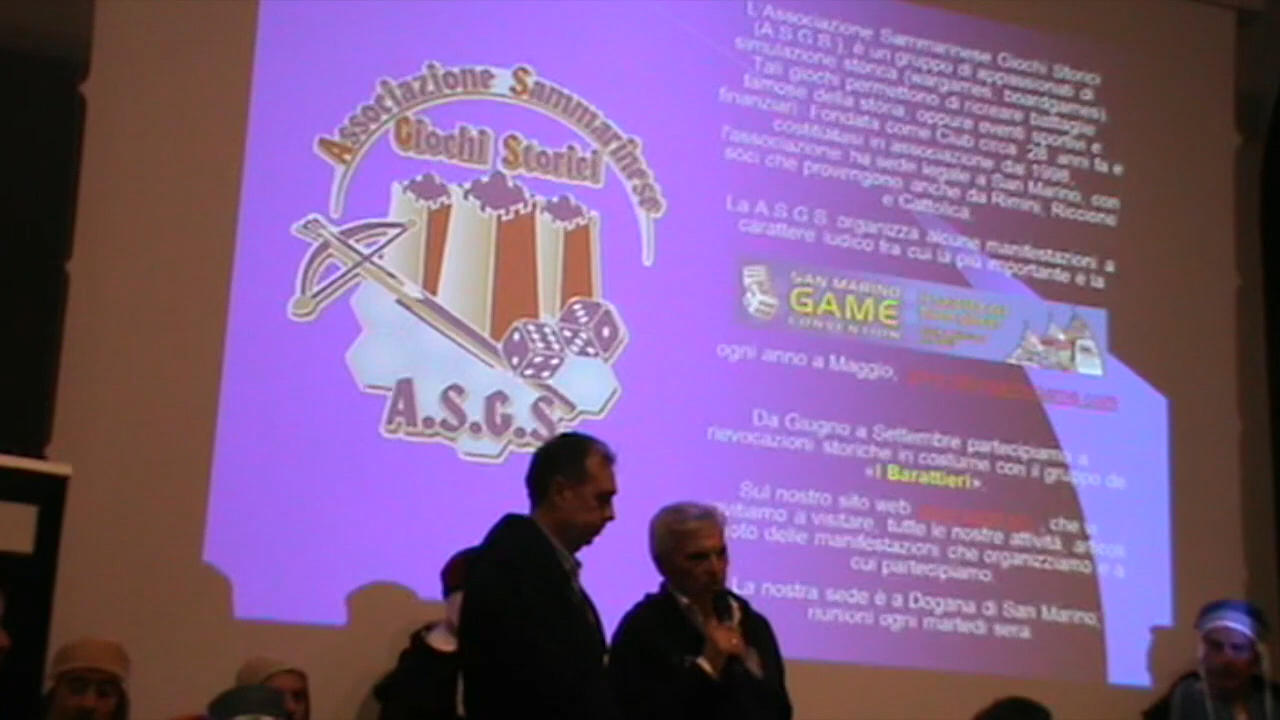 Associazione Sammarinese
Giochi Storici
A.S.G.S.
L'Associazione Sammarinese Giochi Storici
(A.S.G.S.), è un gruppo di appassionati di
simulazione storica (wargames, boardgames).
Tali giochi permettono di ricreare battaglie
famose della storia, oppure eventi sportivi e
finanziari. Fondata come Club circa 28 anni fa e
costituitasi in associazione dal 1998,
l'associazione ha sede legale a San Marino, con
soci che provengono anche da Rimini, Riccione
e Cattolica.
La A.S.G.S. organizza alcune manifestazioni a
carattere ludico fra cui la più importante è la
SAN MARINO
GAME
CONVENTION
ogni anno a Maggio,
Da Giugno a Settembre partecipiamo a
rievocazioni storiche in costume con il gruppo de
«I Barattieri».
Sul nostro sito web , che vi
invitiamo a visitare, tutte le nostre attività, articoli
foto delle manifestazioni che organizziamo e a
cui partecipiamo.
La nostra sede è a Dogana di San Marino,
riunioni ogni martedì sera.